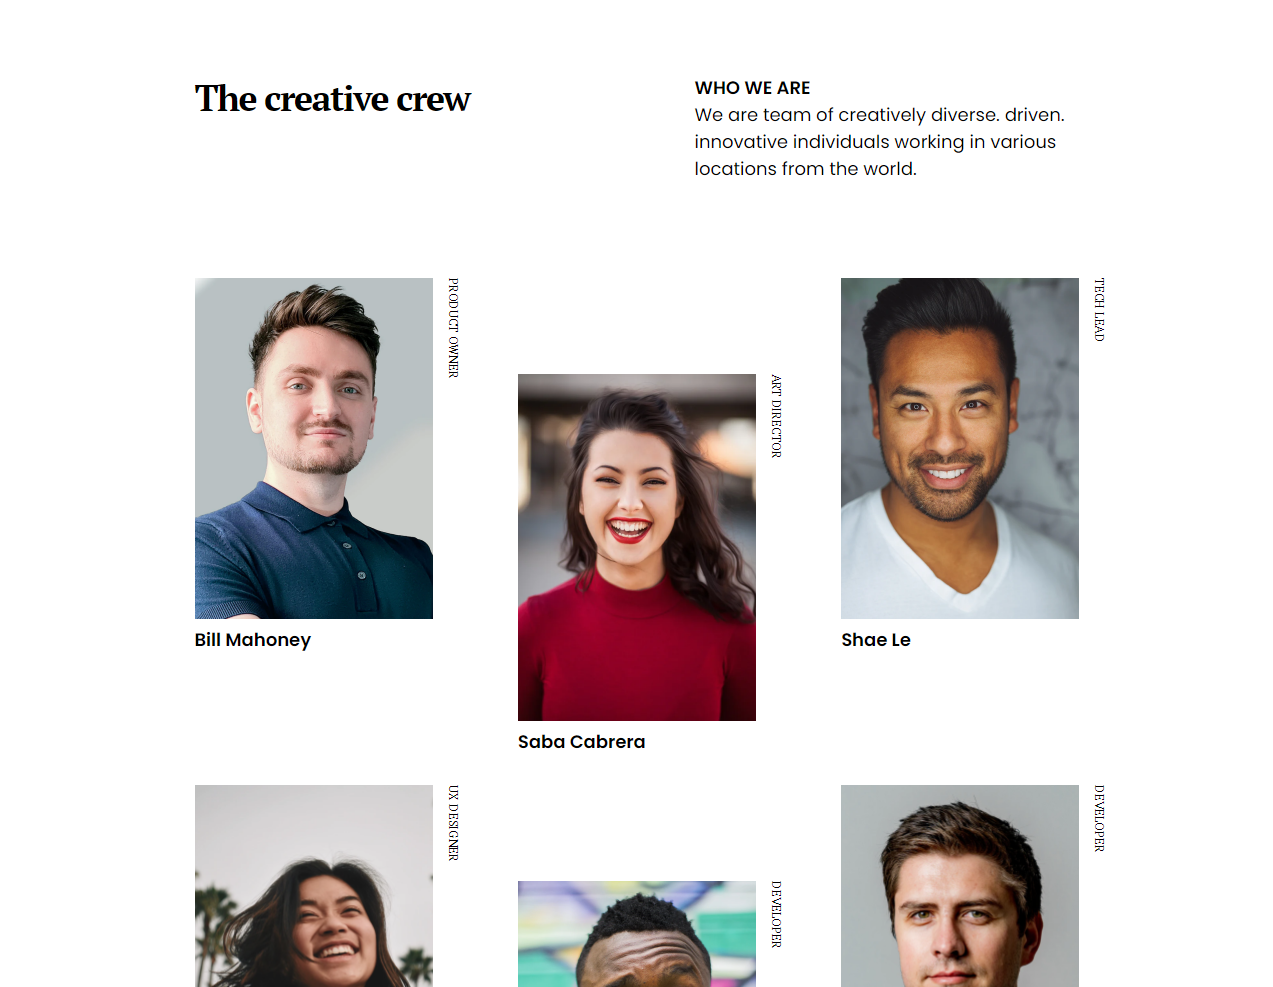 The creative crew
WHO WE ARE
We are team of creatively diverse. driven.
innovative individuals working in various
locations from the world.
PRODUCT OWNER
Bill Mahoney
ART DIRECTOR
Saba Cabrera
TECH LEAD
Shae Le
UX DESIGNER
DEVELOPER
DEVELOPER